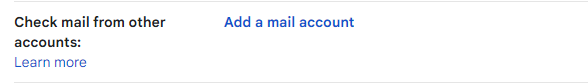 Check mail from other Add a mail account
accounts:
Learn more